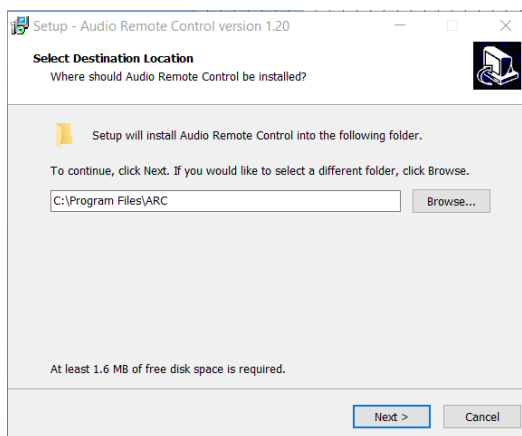 Setup - Audio Remote Control version 1.20
Select Destination Location
Where should Audio Remote Control be installed?
Setup will install Audio Remote Control into the following folder.
To continue, click Next. If you would like to select a different folder, click Browse.
C:\Program Files\ARC
Browse...
At least 1.6 MB of free disk space is required.
Next >
Cancel